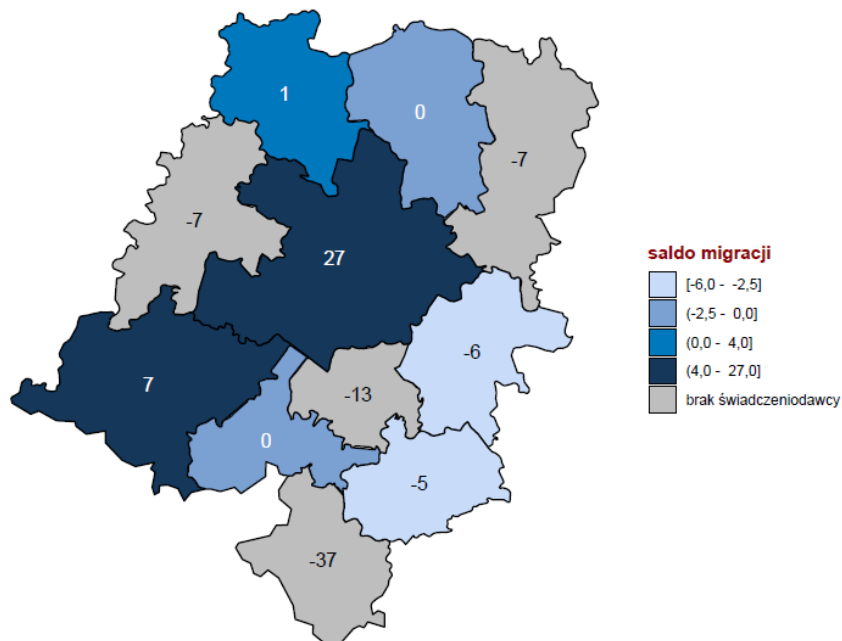 1
0
-7
-7
27
-6
7
-13
0
-5
-37
saldo migracji
[-6,0 - -2,5]
(-2,5 - 0,0]
(0,0 - 4,0]
(4,0 - 27,0]
brak świadczeniodawcy